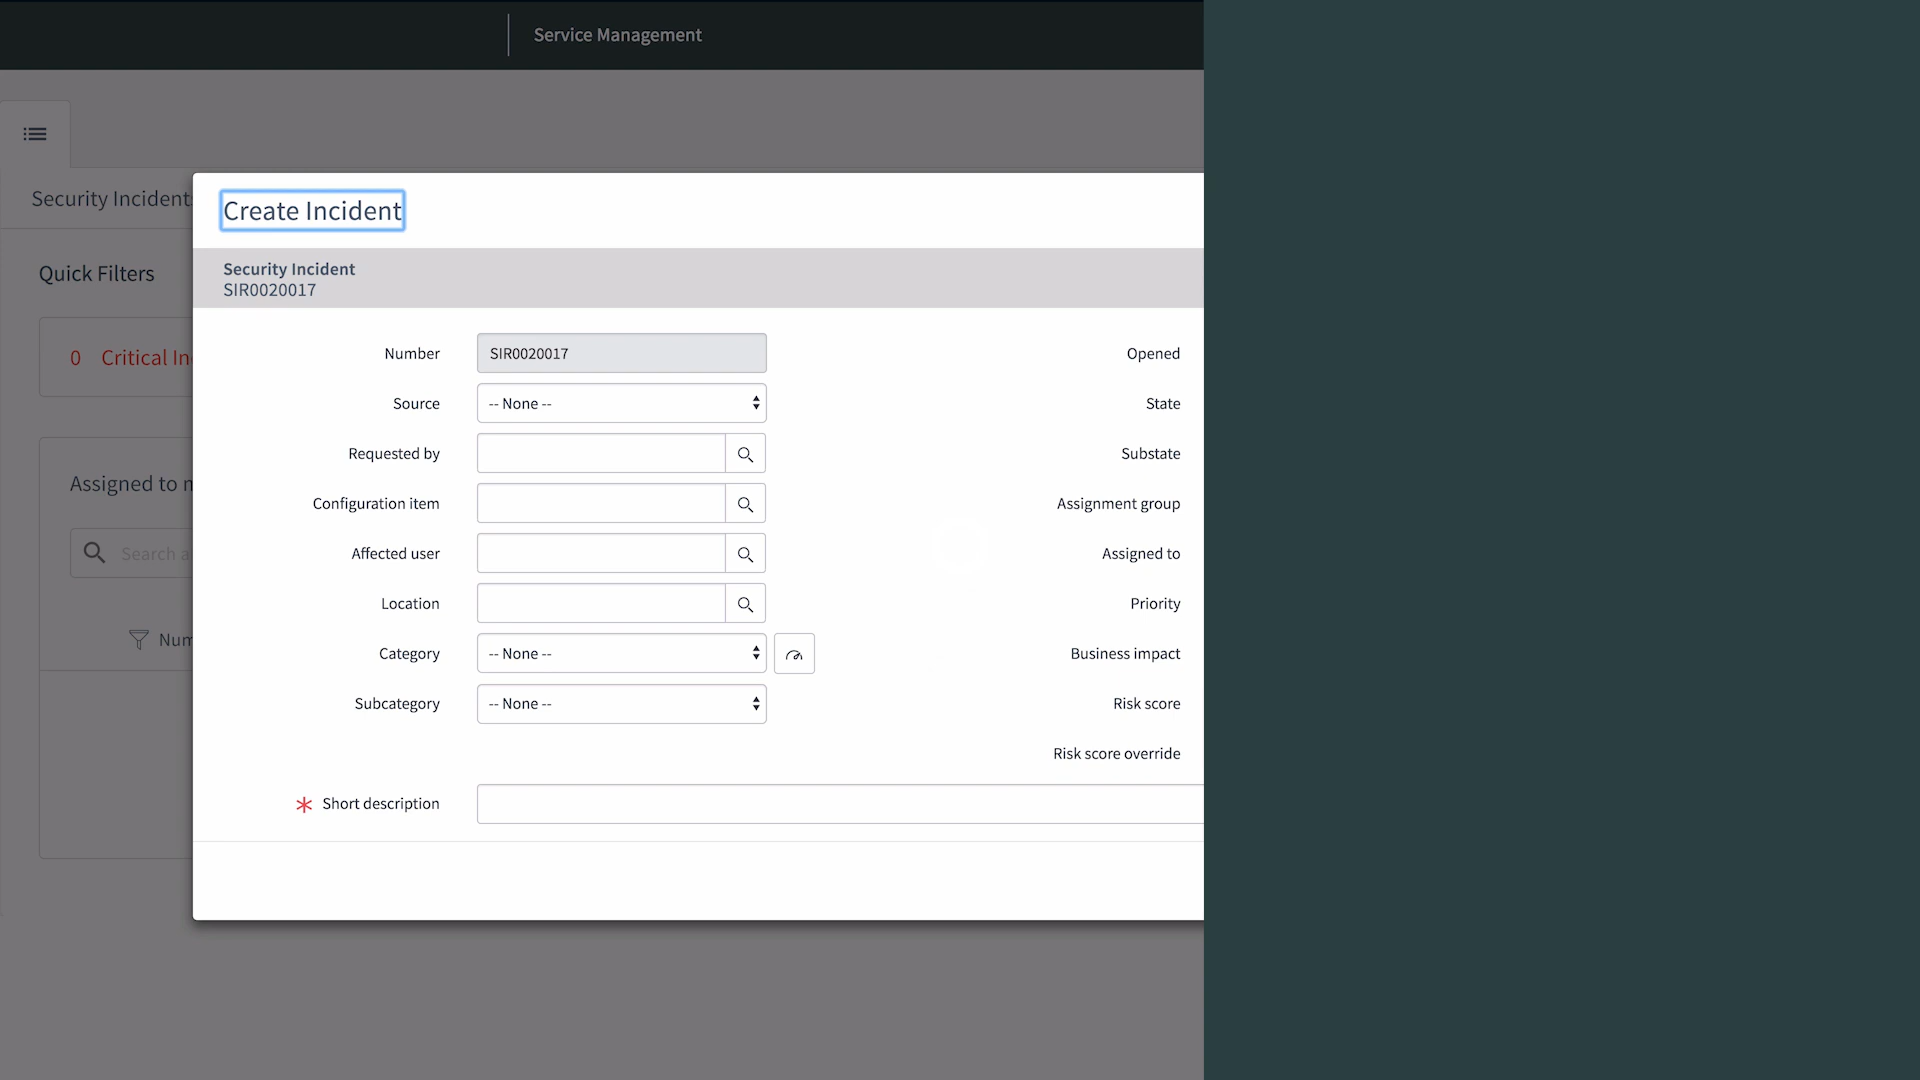 Service Management
Security Incident
Create Incident
Quick Filters
Security Incident
SIR0020017
0 Critical
Assigned to
Search
Number SIR0020017
Source -- None --
Requested by
Configuration item
Affected user
Location
Category -- None --
Subcategory -- None --
* Short description
Opened
State
Substate
Assignment group
Assigned to
Priority
Business impact
Risk score
Risk score override